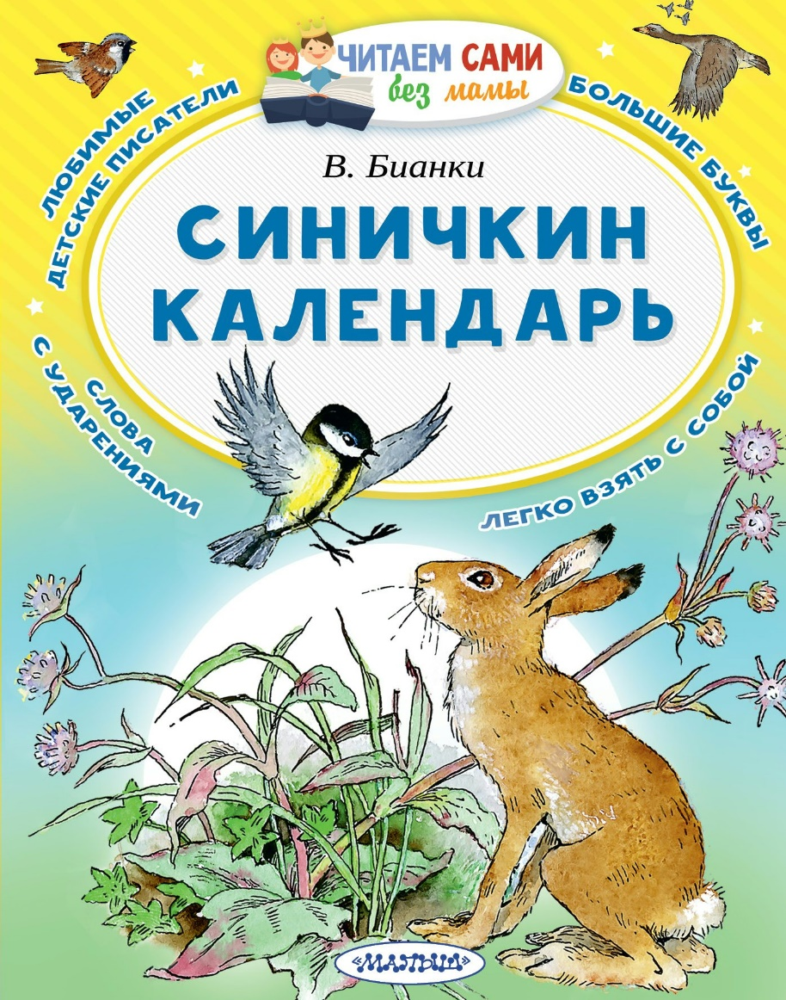 ЧИТАЕМ САМИ
без мамы
ЛЮБИМЫЕ
ДЕТСКИЕ ПИСАТЕЛИ
БОЛЬШИЕ БУКВЫ
В. Бианки
СИНИЧКИН
КАЛЕНДАРЬ
СЛОВА
С УДАРЕНИЯМИ
ЛЕГКО ВЗЯТЬ С СОБОЙ
«МАЛЫШ»